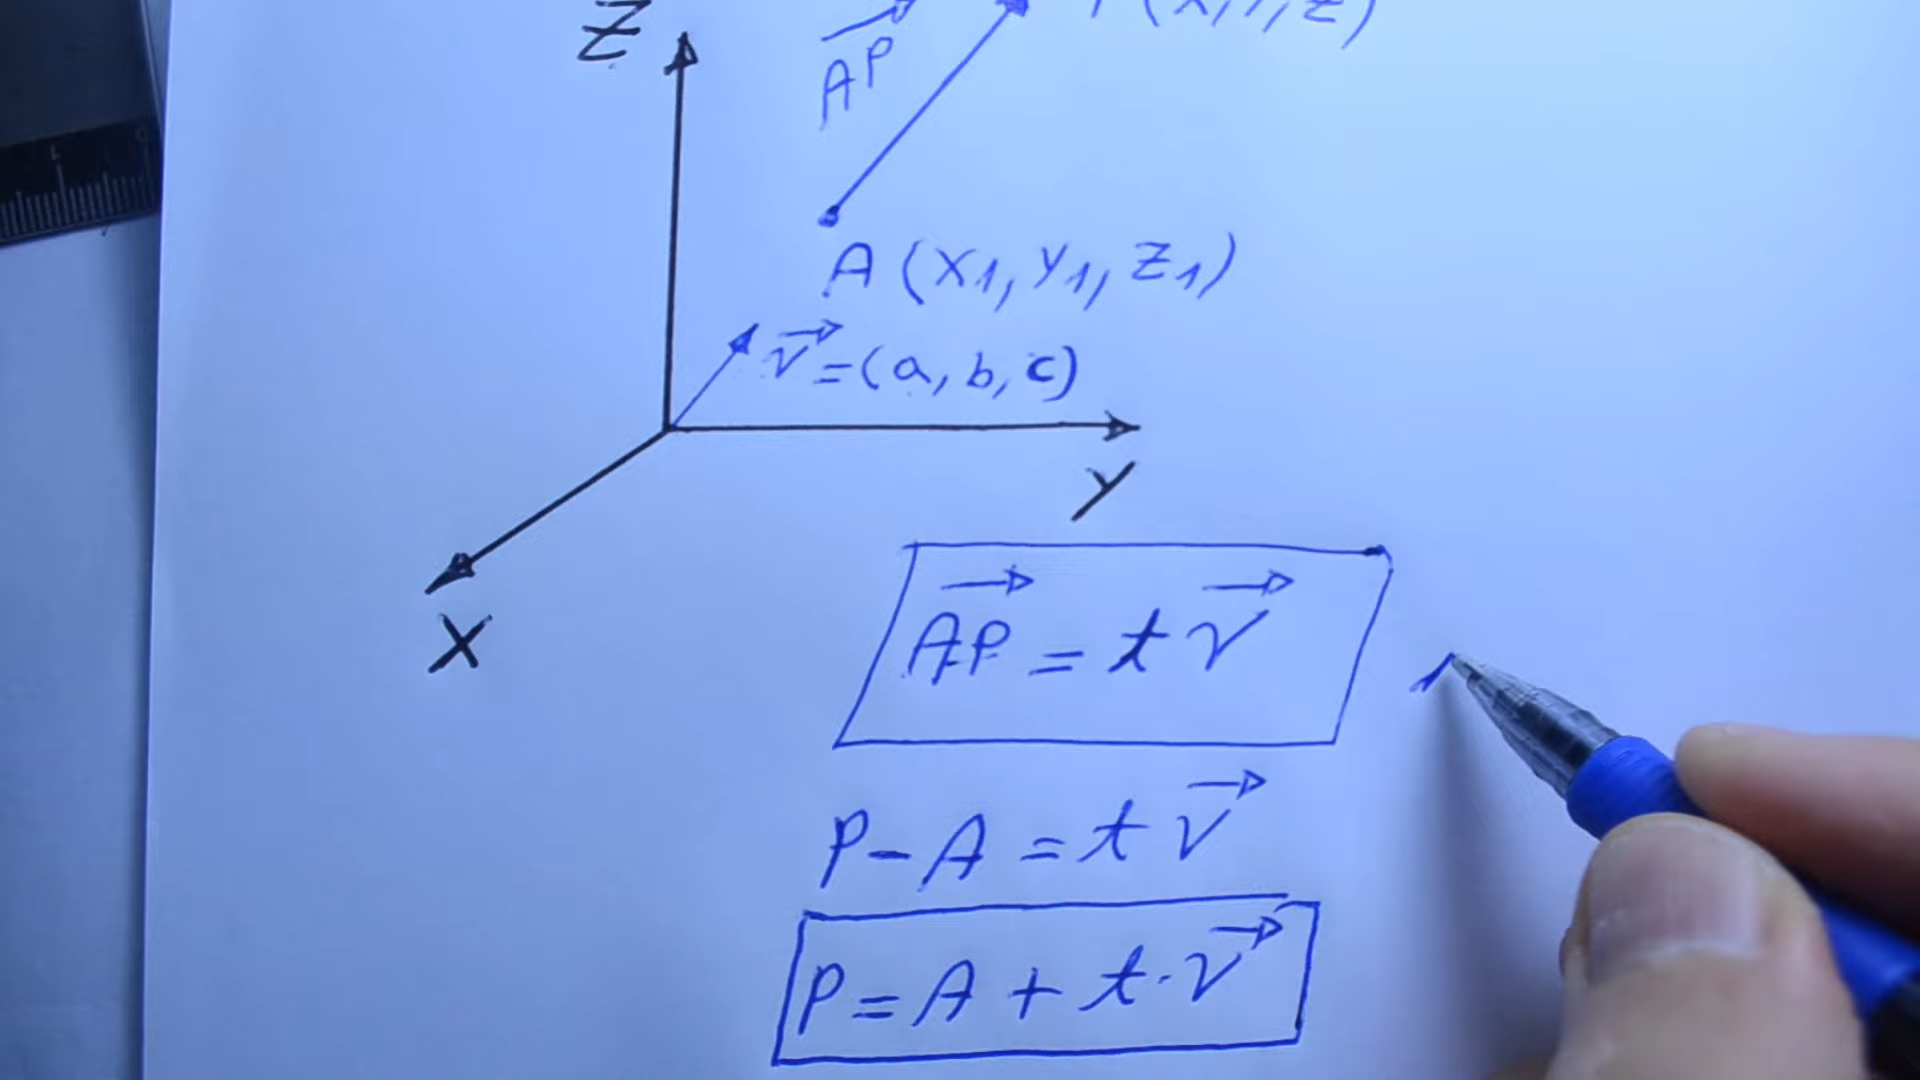 Z
AP
(X, Y, Z)
A (X1, Y1, Z1)
v = (a, b, c)
Y
X
AP = t v
P - A = t v
P = A + t · v